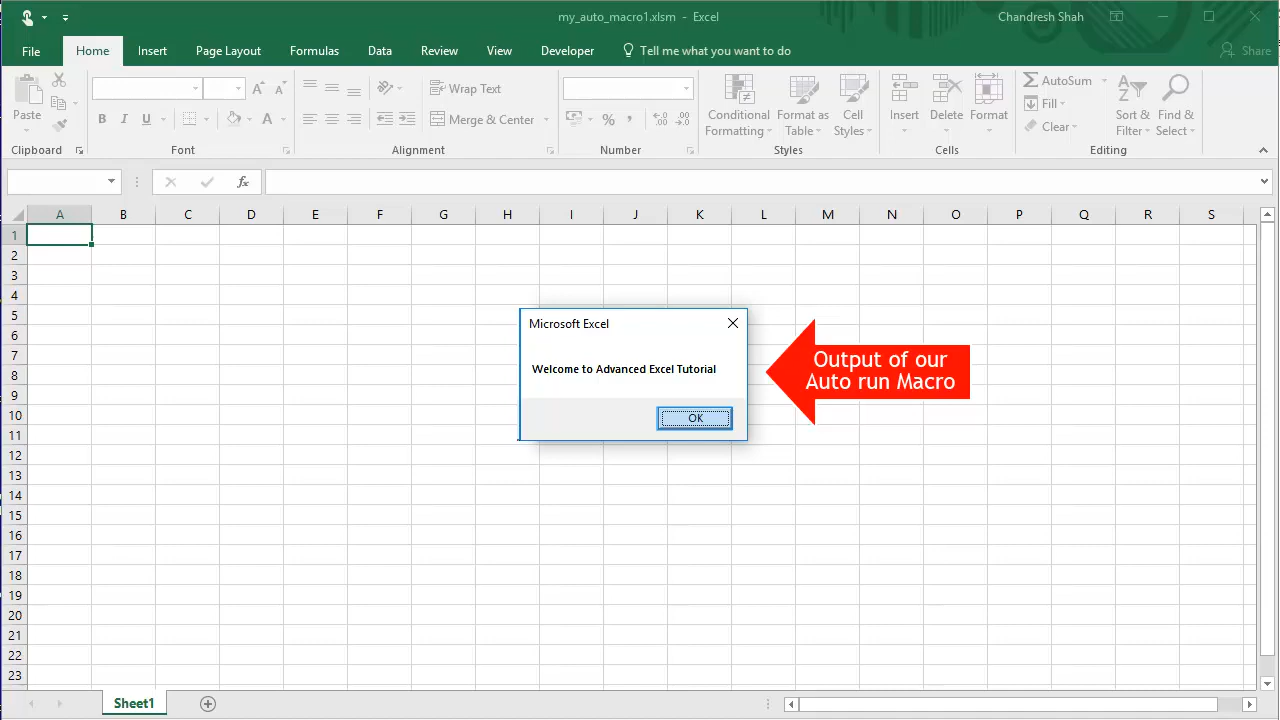 my_auto_macro1.xlsm - Excel
Chandresh Shah
File Home Insert Page Layout Formulas Data Review View Developer Tell me what you want to do Share
Paste
B I U A
Wrap Text
Merge & Center
% ,
Conditional Formatting
Format as Table
Cell Styles
Insert Delete Format
AutoSum
Fill
Clear
Sort & Filter
Find & Select
Clipboard Font Alignment Number Styles Cells Editing
fx
A B C D E F G H I J K L M N O P Q R S
1
2
3
4
5
6
7
8
9
10
11
12
13
14
15
16
17
18
19
20
21
22
23
Microsoft Excel
Welcome to Advanced Excel Tutorial
OK
Output of our
Auto run Macro
Sheet1